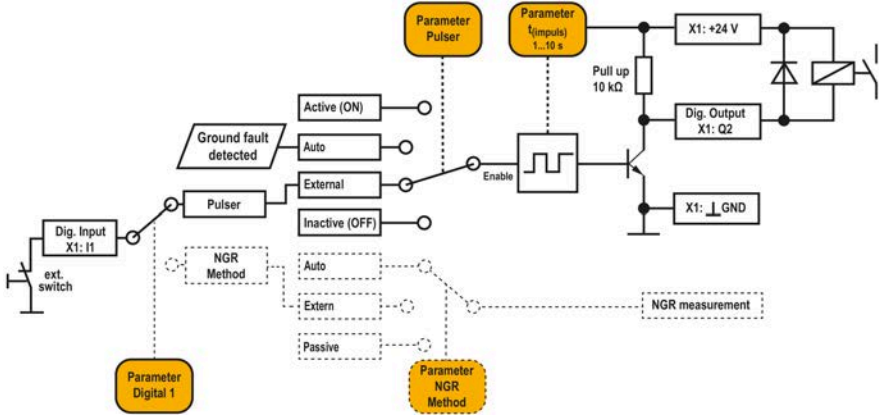 Parameter
Pulser
Parameter
t(impuls)
1...10 s
X1: +24 V
Pull up
10 kΩ
Active (ON)
Dig. Output
X1: Q2
Ground fault
detected
Auto
Enable
External
Pulser
X1: ⊥ GND
Inactive (OFF)
Dig. Input
X1: I1
ext.
switch
NGR
Method
Auto
Extern
NGR measurement
Passive
Parameter
Digital 1
Parameter
NGR
Method